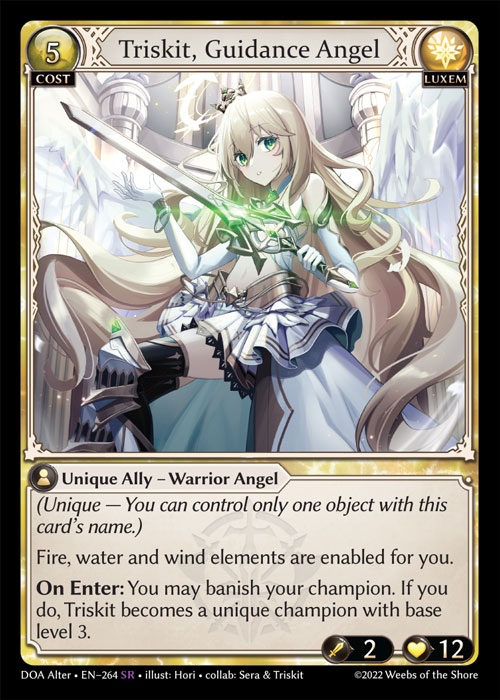 5
COST
Triskit, Guidance Angel
LUXEM
Unique Ally – Warrior Angel
(Unique — You can control only one object with this
card's name.)
Fire, water and wind elements are enabled for you.
On Enter: You may banish your champion. If you
do, Triskit becomes a unique champion with base
level 3.
2
12
DOA Alter • EN–264 SR • illust: Hori • collab: Sera & Triskit
©2022 Weebs of the Shore